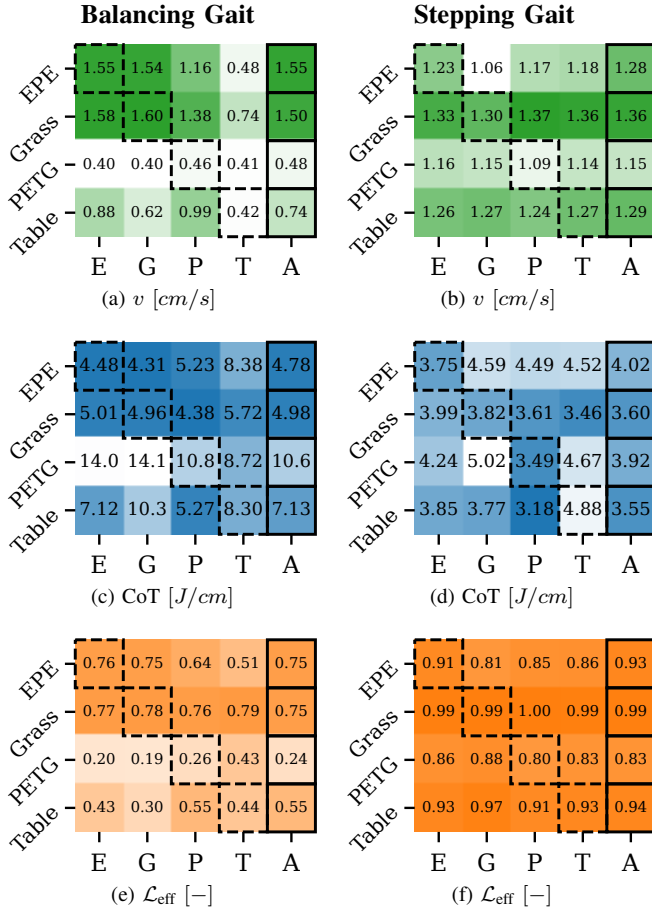 Balancing Gait Stepping Gait
EPE 1.55 1.54 1.16 0.48 1.55
Grass 1.58 1.60 1.38 0.74 1.50
PETG 0.40 0.40 0.46 0.41 0.48
Table 0.88 0.62 0.99 0.42 0.74
E G P T A
(a) v [cm/s]
EPE 1.23 1.06 1.17 1.18 1.28
Grass 1.33 1.30 1.37 1.36 1.36
PETG 1.16 1.15 1.09 1.14 1.15
Table 1.26 1.27 1.24 1.27 1.29
E G P T A
(b) v [cm/s]
EPE 4.48 4.31 5.23 8.38 4.78
Grass 5.01 4.96 4.38 5.72 4.98
PETG 14.0 14.1 10.8 8.72 10.6
Table 7.12 10.3 5.27 8.30 7.13
E G P T A
(c) CoT [J/cm]
EPE 3.75 4.59 4.49 4.52 4.02
Grass 3.99 3.82 3.61 3.46 3.60
PETG 4.24 5.02 3.49 4.67 3.92
Table 3.85 3.77 3.18 4.88 3.55
E G P T A
(d) CoT [J/cm]
EPE 0.76 0.75 0.64 0.51 0.75
Grass 0.77 0.78 0.76 0.79 0.75
PETG 0.20 0.19 0.26 0.43 0.24
Table 0.43 0.30 0.55 0.44 0.55
E G P T A
(e) ℒeff [−]
EPE 0.91 0.81 0.85 0.86 0.93
Grass 0.99 0.99 1.00 0.99 0.99
PETG 0.86 0.88 0.80 0.83 0.83
Table 0.93 0.97 0.91 0.93 0.94
E G P T A
(f) ℒeff [−]